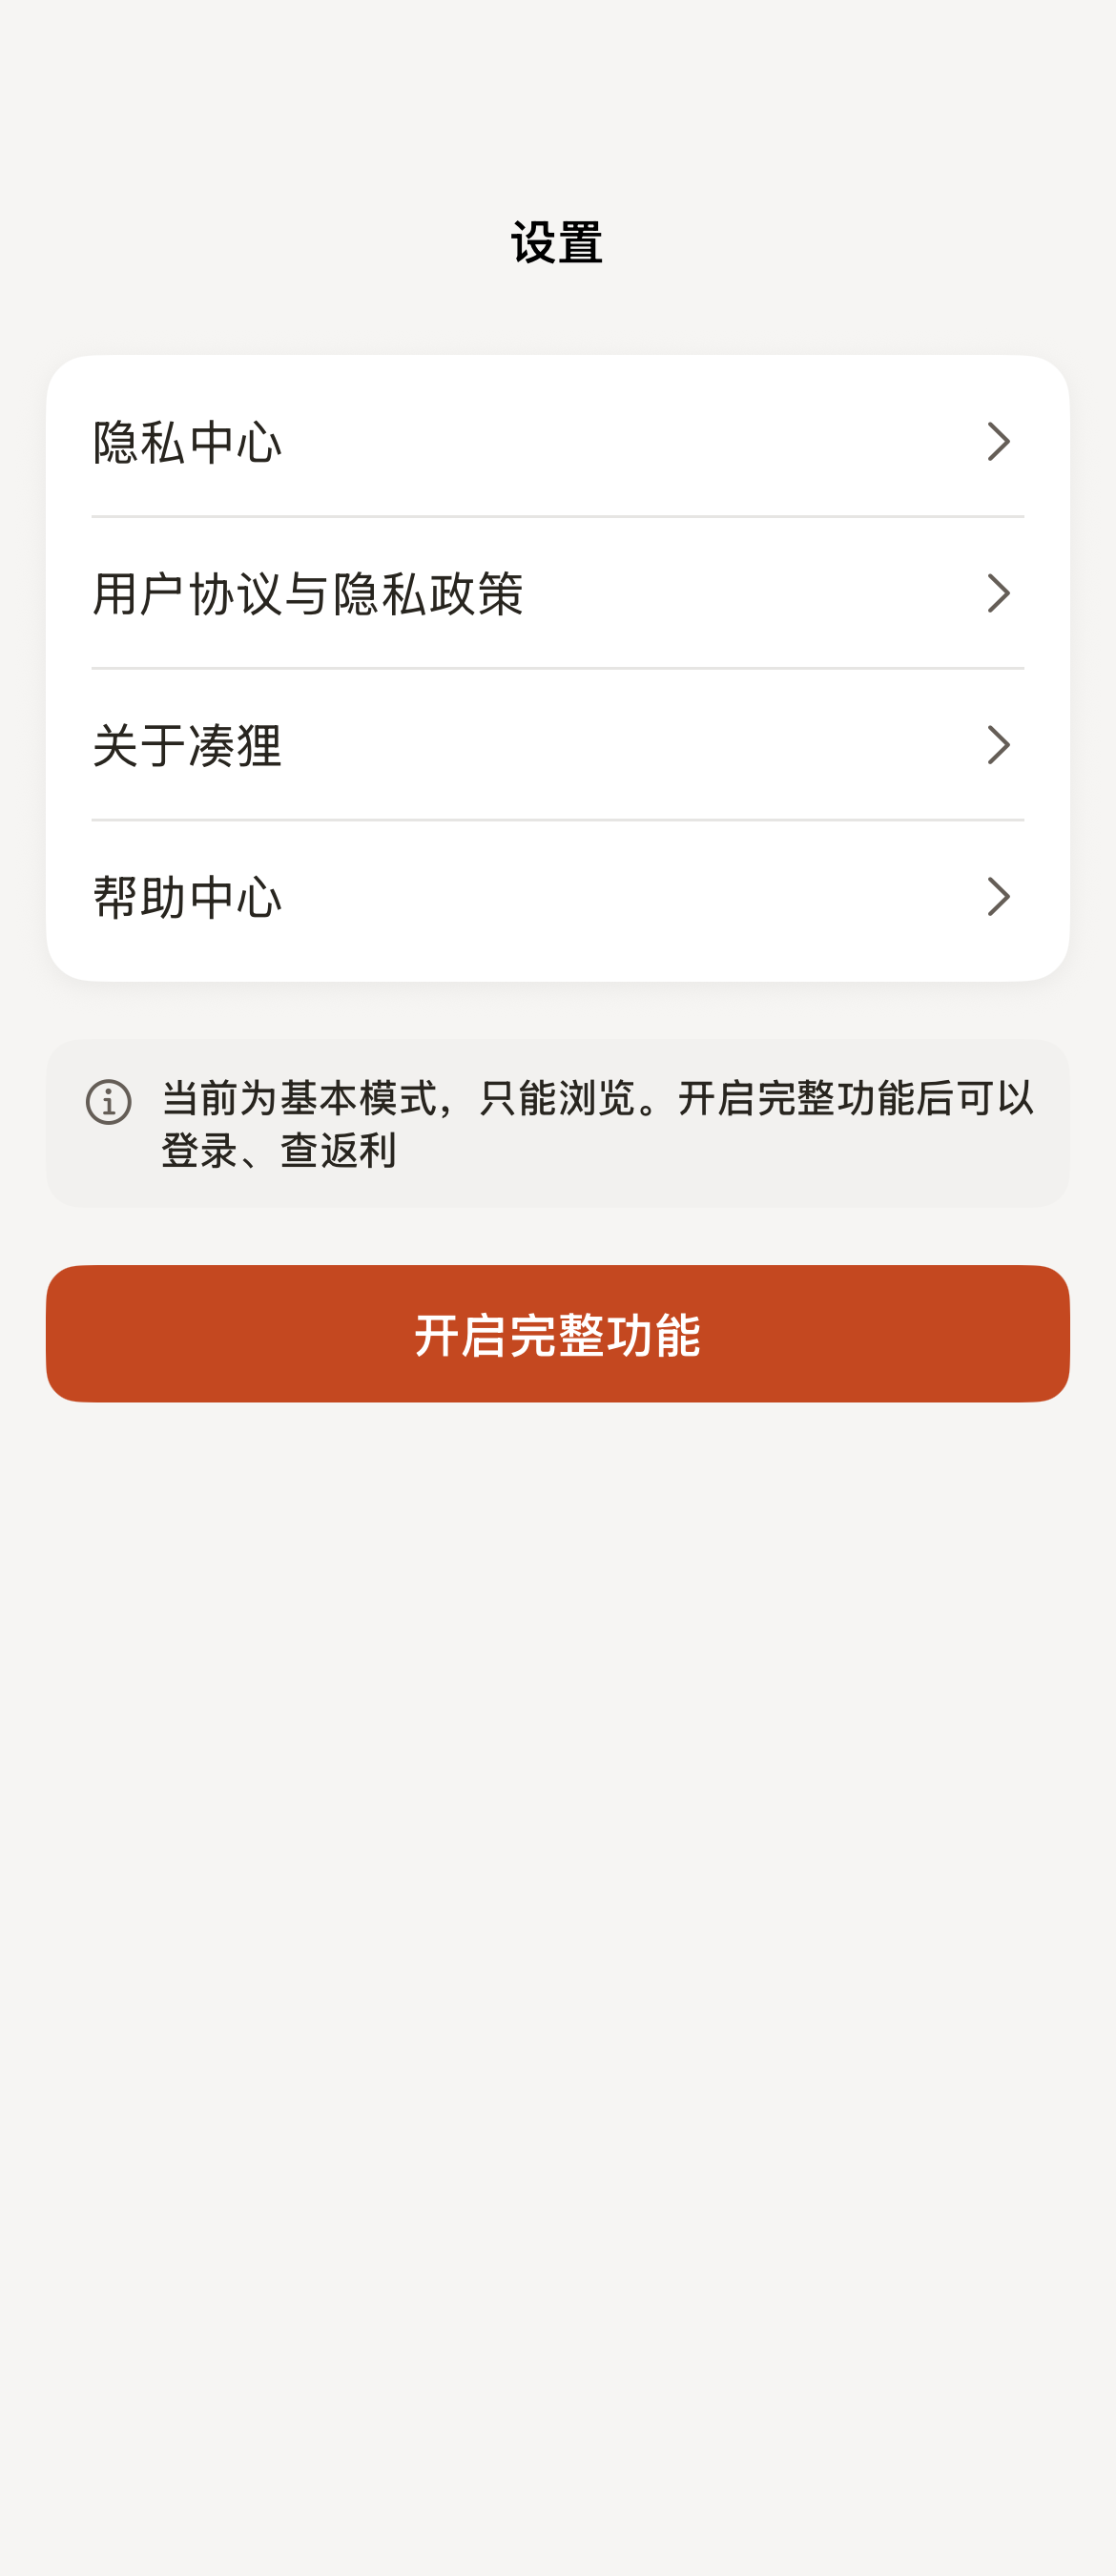 设置
隐私中心
用户协议与隐私政策
关于凑狸
帮助中心
当前为基本模式，只能浏览。开启完整功能后可以
登录、查返利
开启完整功能